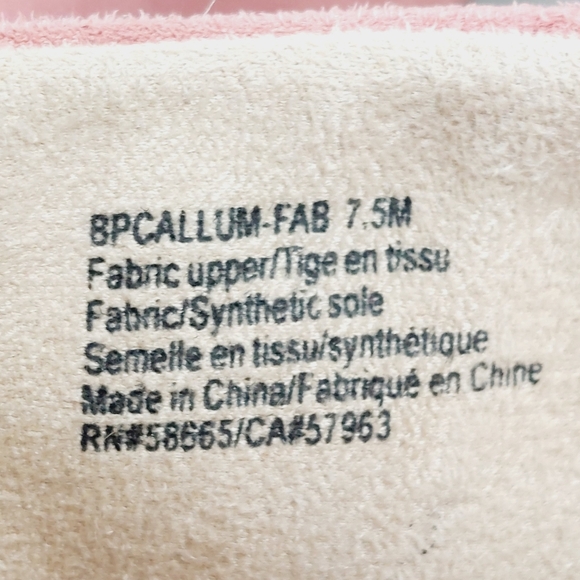 BPCALLUM-FAB 7.5M
Fabric upper/Tige en tissu
Fabric/Synthetic sole
Semelle en tissu/synthétique
Made in China/Fabriqué en Chine
RN#58665/CA#57963